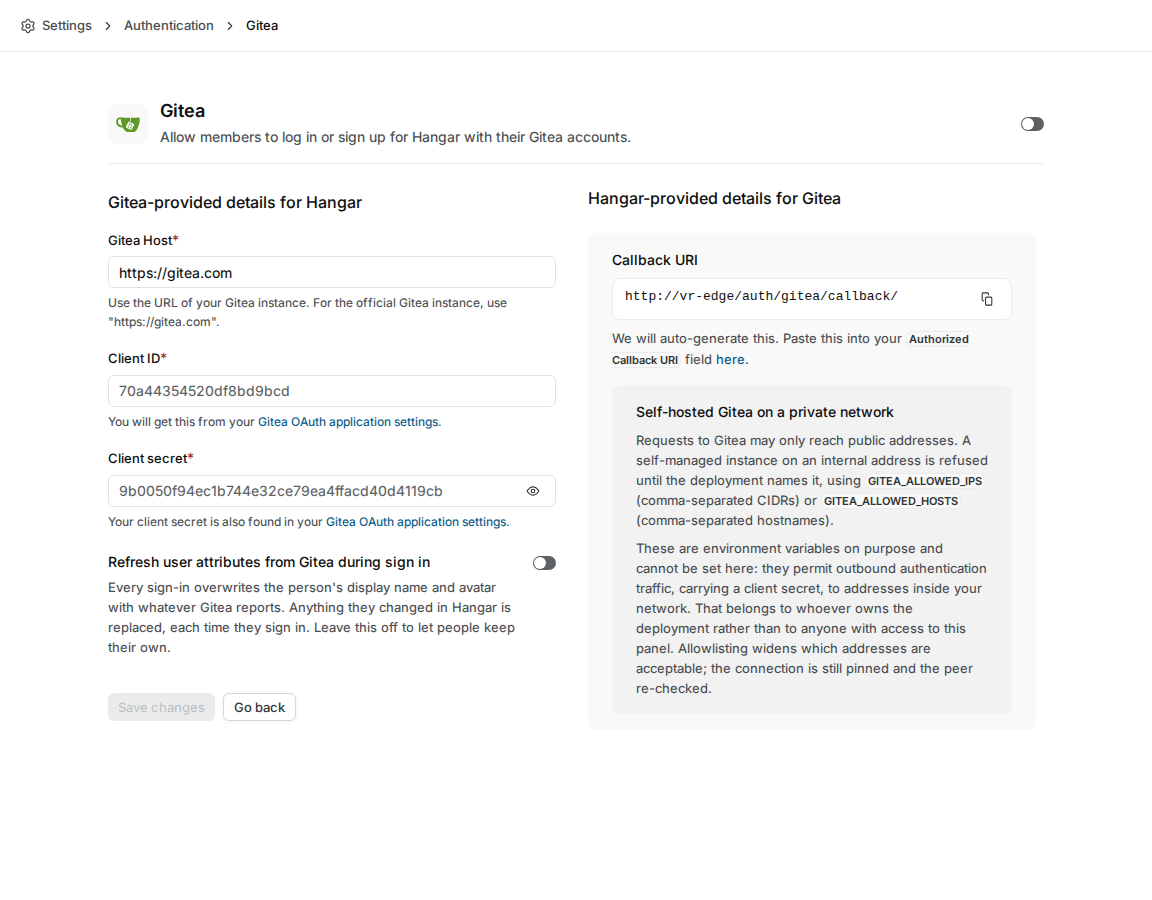 Settings > Authentication > Gitea
Gitea
Allow members to log in or sign up for Hangar with their Gitea accounts.
Gitea-provided details for Hangar
Gitea Host*
https://gitea.com
Use the URL of your Gitea instance. For the official Gitea instance, use
"https://gitea.com".
Client ID*
70a44354520df8bd9bcd
You will get this from your Gitea OAuth application settings.
Client secret*
9b0050f94ec1b744e32ce79ea4ffacd40d4119cb
Your client secret is also found in your Gitea OAuth application settings.
Refresh user attributes from Gitea during sign in
Every sign-in overwrites the person's display name and avatar
with whatever Gitea reports. Anything they changed in Hangar is
replaced, each time they sign in. Leave this off to let people keep
their own.
Save changes
Go back
Hangar-provided details for Gitea
Callback URI
http://vr-edge/auth/gitea/callback/
We will auto-generate this. Paste this into your Authorized
Callback URI field here.
Self-hosted Gitea on a private network
Requests to Gitea may only reach public addresses. A
self-managed instance on an internal address is refused
until the deployment names it, using GITEA_ALLOWED_IPS
(comma-separated CIDRs) or GITEA_ALLOWED_HOSTS
(comma-separated hostnames).
These are environment variables on purpose and
cannot be set here: they permit outbound authentication
traffic, carrying a client secret, to addresses inside your
network. That belongs to whoever owns the
deployment rather than to anyone with access to this
panel. Allowlisting widens which addresses are
acceptable; the connection is still pinned and the peer
re-checked.